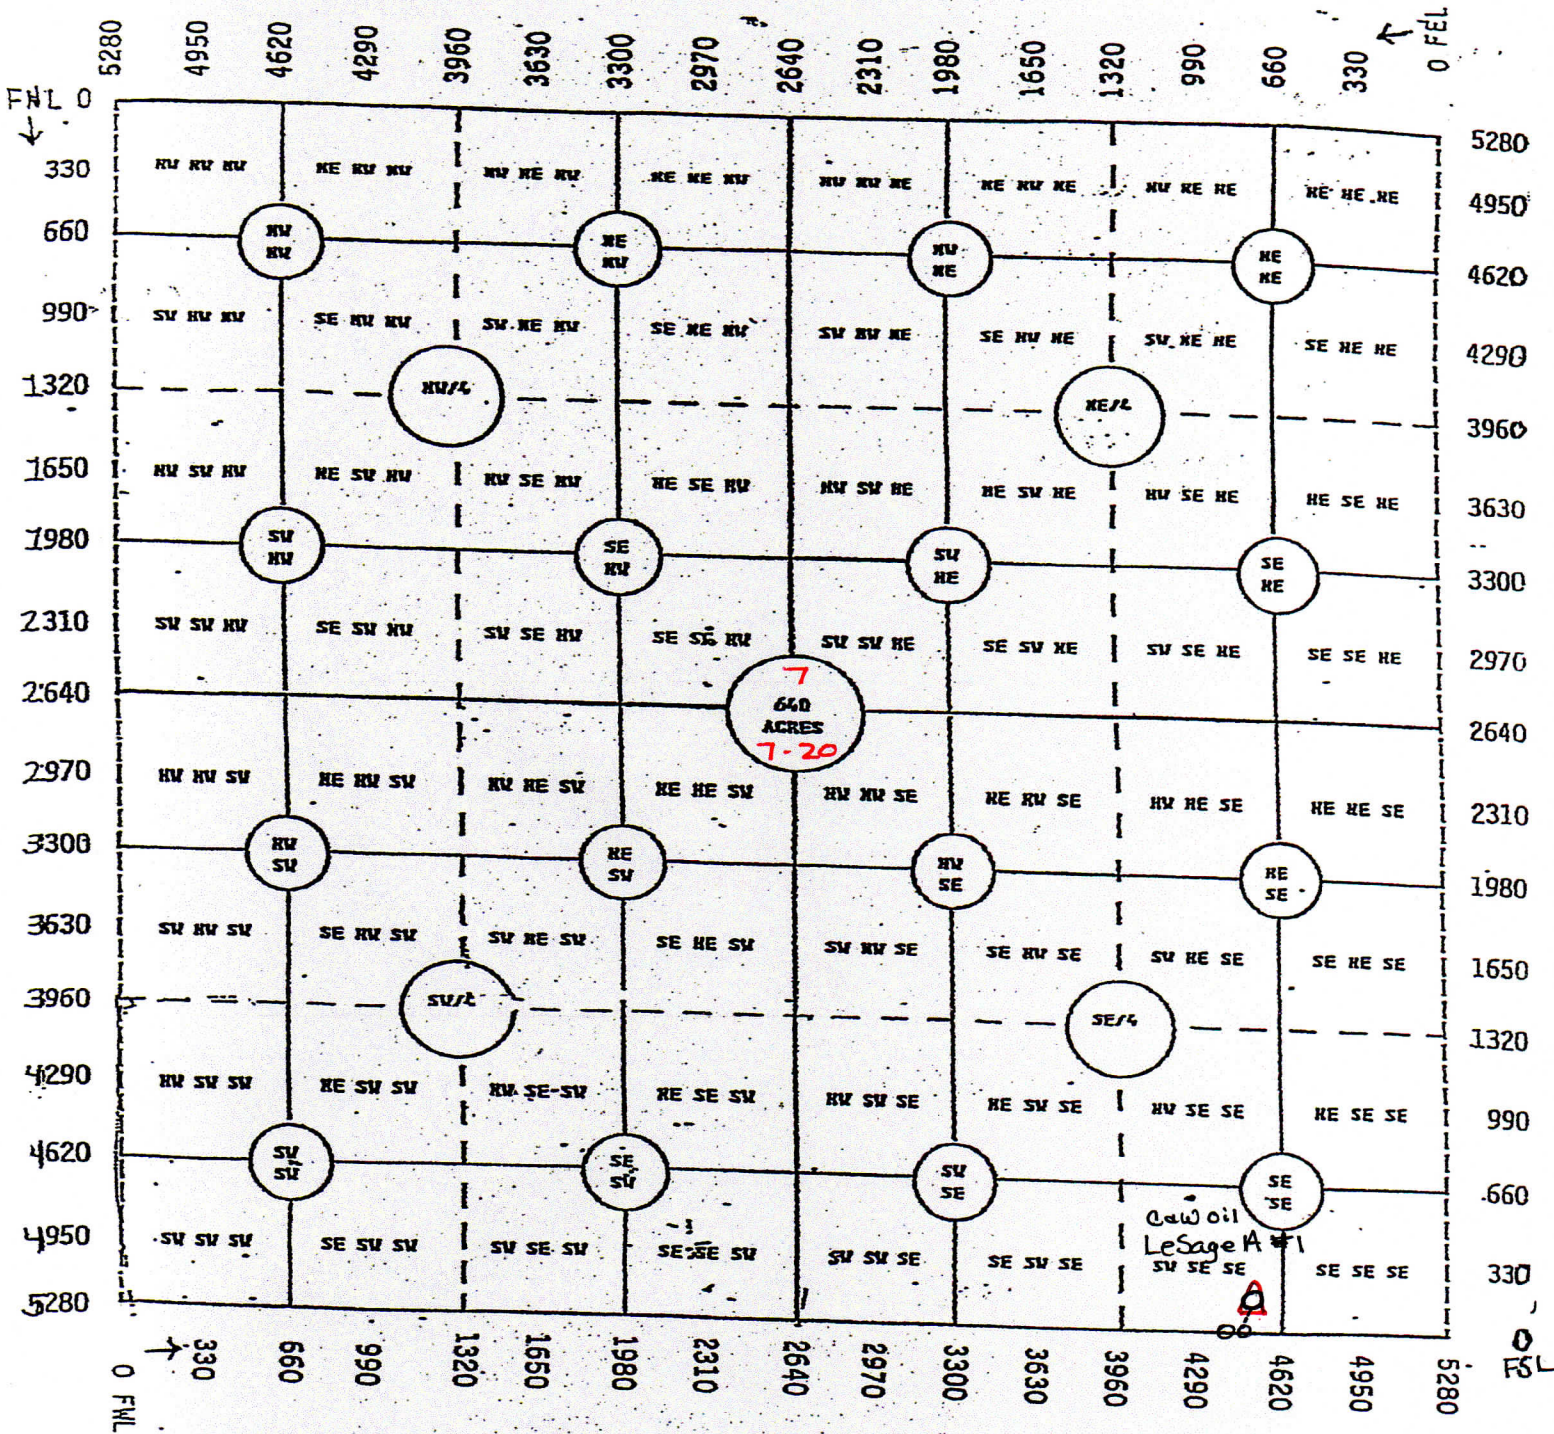 5280 4950 4620 4290 3960 3630 3300 2970 2640 2310 1980 1650 1320 990 660 330 0 FEL
FNL 0
5280
330 NW NW NW NE NW NW NW NE NW NE NE NW NW NW NE NE NW NE NW NE NE NE NE NE 4950
660 NW NW NE NW NW NE NE NE 4620
990 SW NW NW SE NW NW SW NE NW SE NE NW SW NW NE SE NW NE SW NE NE SE NE NE 4290
1320 NW/4 NE/4 3960
1650 NW SW NW NE SW NW NW SE NW NE SE NW NW SW NE NE SW NE NW SE NE NE SE NE 3630
1980 SW NW SE NW SW NE SE NE 3300
2310 SW SW NW SE SW NW SW SE NW SE SE NW SW SW NE SE SW NE SW SE NE SE SE NE 2970
7
2640 640 ACRES 2640
7-20
2970 NW NW SW NE NW SW NW NE SW NE NE SW NW NW SE NE NW SE NW NE SE NE NE SE 2310
3300 NW SW NE SW NW SE NE SE 1980
3630 SW NW SW SE NW SW SW NE SW SE NE SW SW NW SE SE NW SE SW NE SE SE NE SE 1650
3960 SW/4 SE/4 1320
4290 NW SW SW NE SW SW NW SE-SW NE SE SW NW SW SE NE SW SE NW SE SE NE SE SE 990
4620 SW SW SE SW SW SE SE SE 660
C&W oil
LeSage A #1
4950 SW SW SW SE SW SW SW SE SW SE SE SW SW SW SE SE SW SE SW SE SE SE SE SE 330
5280 0
FSL
0 FWL 330 660 990 1320 1650 1980 2310 2640 2970 3300 3630 3960 4290 4620 4950 5280